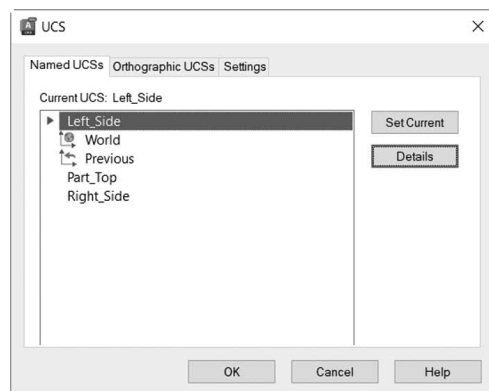 UCS
Named UCSs Orthographic UCSs Settings
Current UCS: Left_Side
Left_Side
Set Current
World
Previous
Details
Part_Top
Right_Side
OK Cancel Help